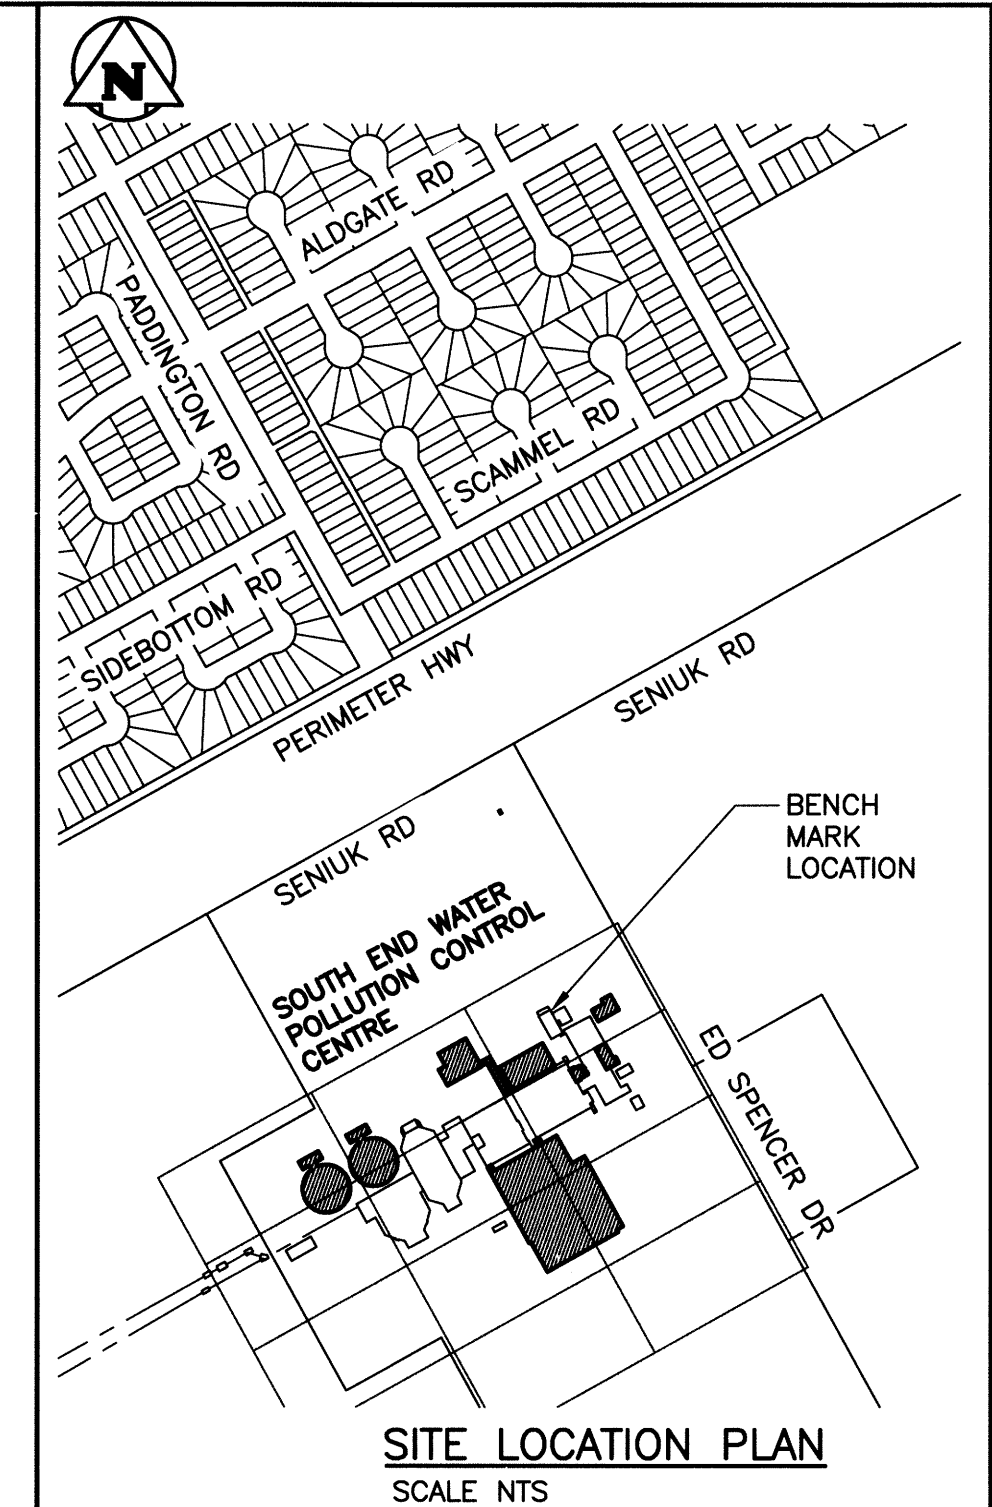 N
ALDGATE RD
PADDINGTON RD
SCAMMEL RD
SIDEBOTTOM RD
PERIMETER HWY
SENIUK RD
BENCH
MARK
LOCATION
SENIUK RD
SOUTH END WATER
POLLUTION CONTROL
CENTRE
ED SPENCER DR
SITE LOCATION PLAN
SCALE NTS